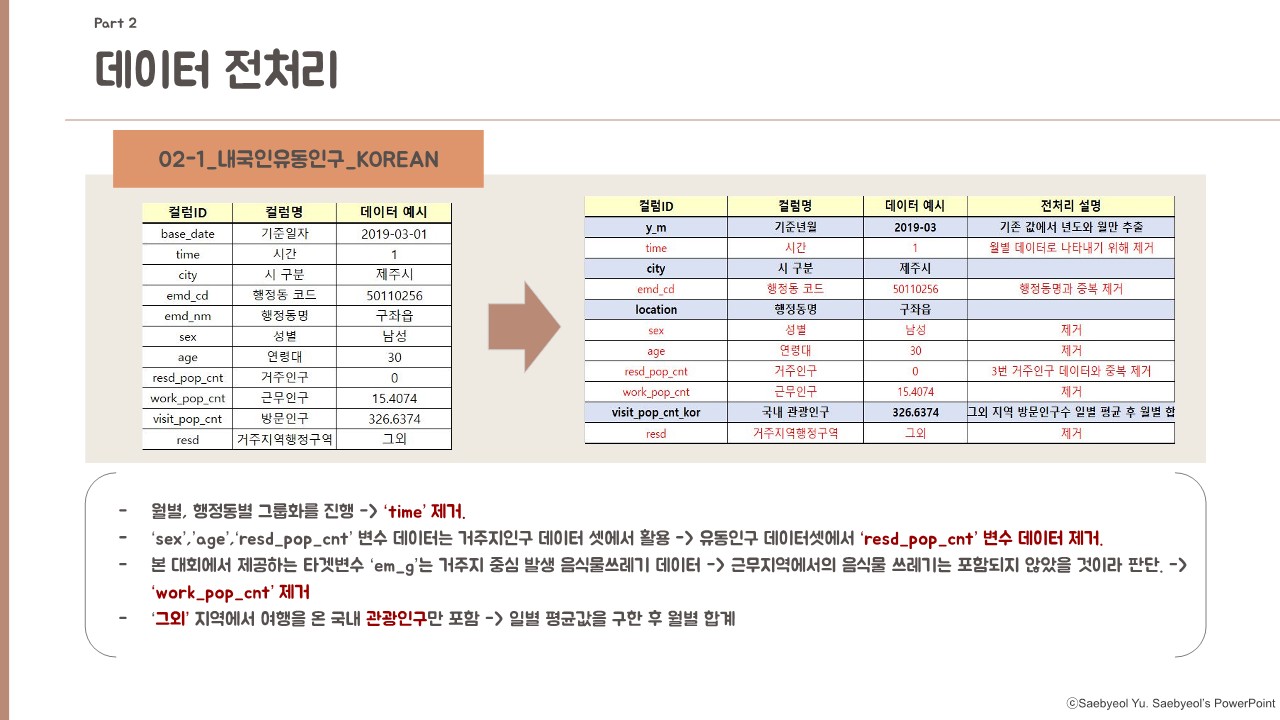 Part 2
데이터 전처리
02-1_내국인유동인구_KOREAN
컬럼ID 컬럼명 데이터 예시
base_date 기준일자 2019-03-01
time 시간 1
city 시 구분 제주시
emd_cd 행정동 코드 50110256
emd_nm 행정동명 구좌읍
sex 성별 남성
age 연령대 30
resd_pop_cnt 거주인구 0
work_pop_cnt 근무인구 15.4074
visit_pop_cnt 방문인구 326.6374
resd 거주지역행정구역 그외
컬럼ID 컬럼명 데이터 예시 전처리 설명
y_m 기준년월 2019-03 기존 값에서 년도와 월만 추출
time 시간 1 월별 데이터로 나타내기 위해 제거
city 시 구분 제주시
emd_cd 행정동 코드 50110256 행정동명과 중복 제거
location 행정동명 구좌읍
sex 성별 남성 제거
age 연령대 30 제거
resd_pop_cnt 거주인구 0 3번 거주인구 데이터와 중복 제거
work_pop_cnt 근무인구 15.4074 제거
visit_pop_cnt_kor 국내 관광인구 326.6374 그외 지역 방문인구수 일별 평균 후 월별 합
resd 거주지역행정구역 그외 제거
- 월별, 행정동별 그룹화를 진행 -> ‘time’ 제거.
- ‘sex’,’age’,‘resd_pop_cnt’ 변수 데이터는 거주지인구 데이터 셋에서 활용 -> 유동인구 데이터셋에서 ‘resd_pop_cnt’ 변수 데이터 제거.
- 본 대회에서 제공하는 타겟변수 ‘em_g’는 거주지 중심 발생 음식물쓰레기 데이터 -> 근무지역에서의 음식물 쓰레기는 포함되지 않았을 것이라 판단. ->
‘work_pop_cnt’ 제거
- ‘그외’ 지역에서 여행을 온 국내 관광인구만 포함 -> 일별 평균값을 구한 후 월별 합계
ⓒSaebyeol Yu. Saebyeol’s PowerPoint